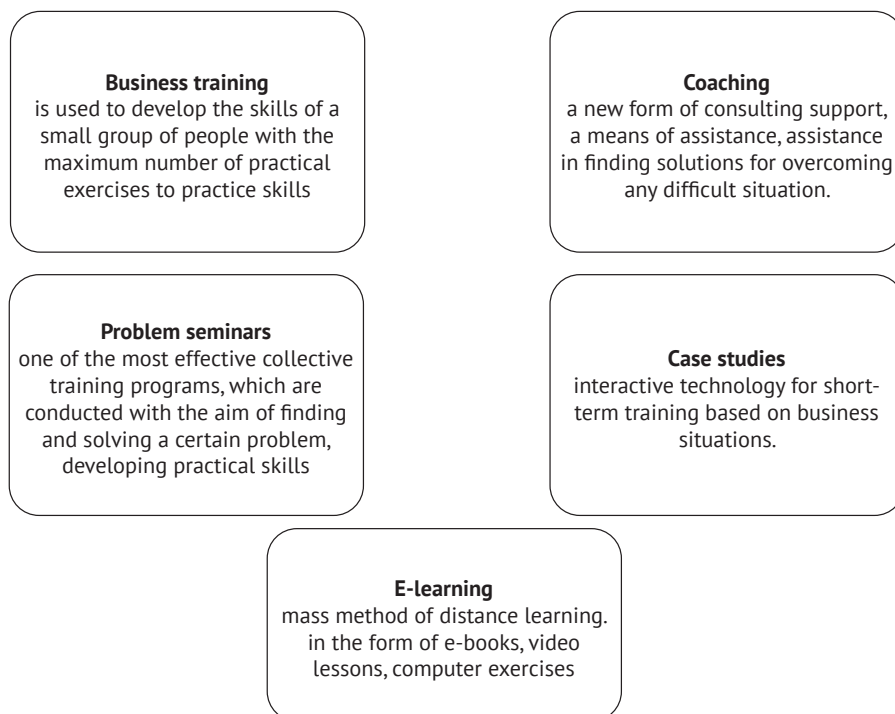 Business training
is used to develop the skills of a
small group of people with the
maximum number of practical
exercises to practice skills
Coaching
a new form of consulting support,
a means of assistance, assistance
in finding solutions for overcoming
any difficult situation.
Problem seminars
one of the most effective collective
training programs, which are
conducted with the aim of finding
and solving a certain problem,
developing practical skills
Case studies
interactive technology for short-
term training based on business
situations.
E-learning
mass method of distance learning.
in the form of e-books, video
lessons, computer exercises